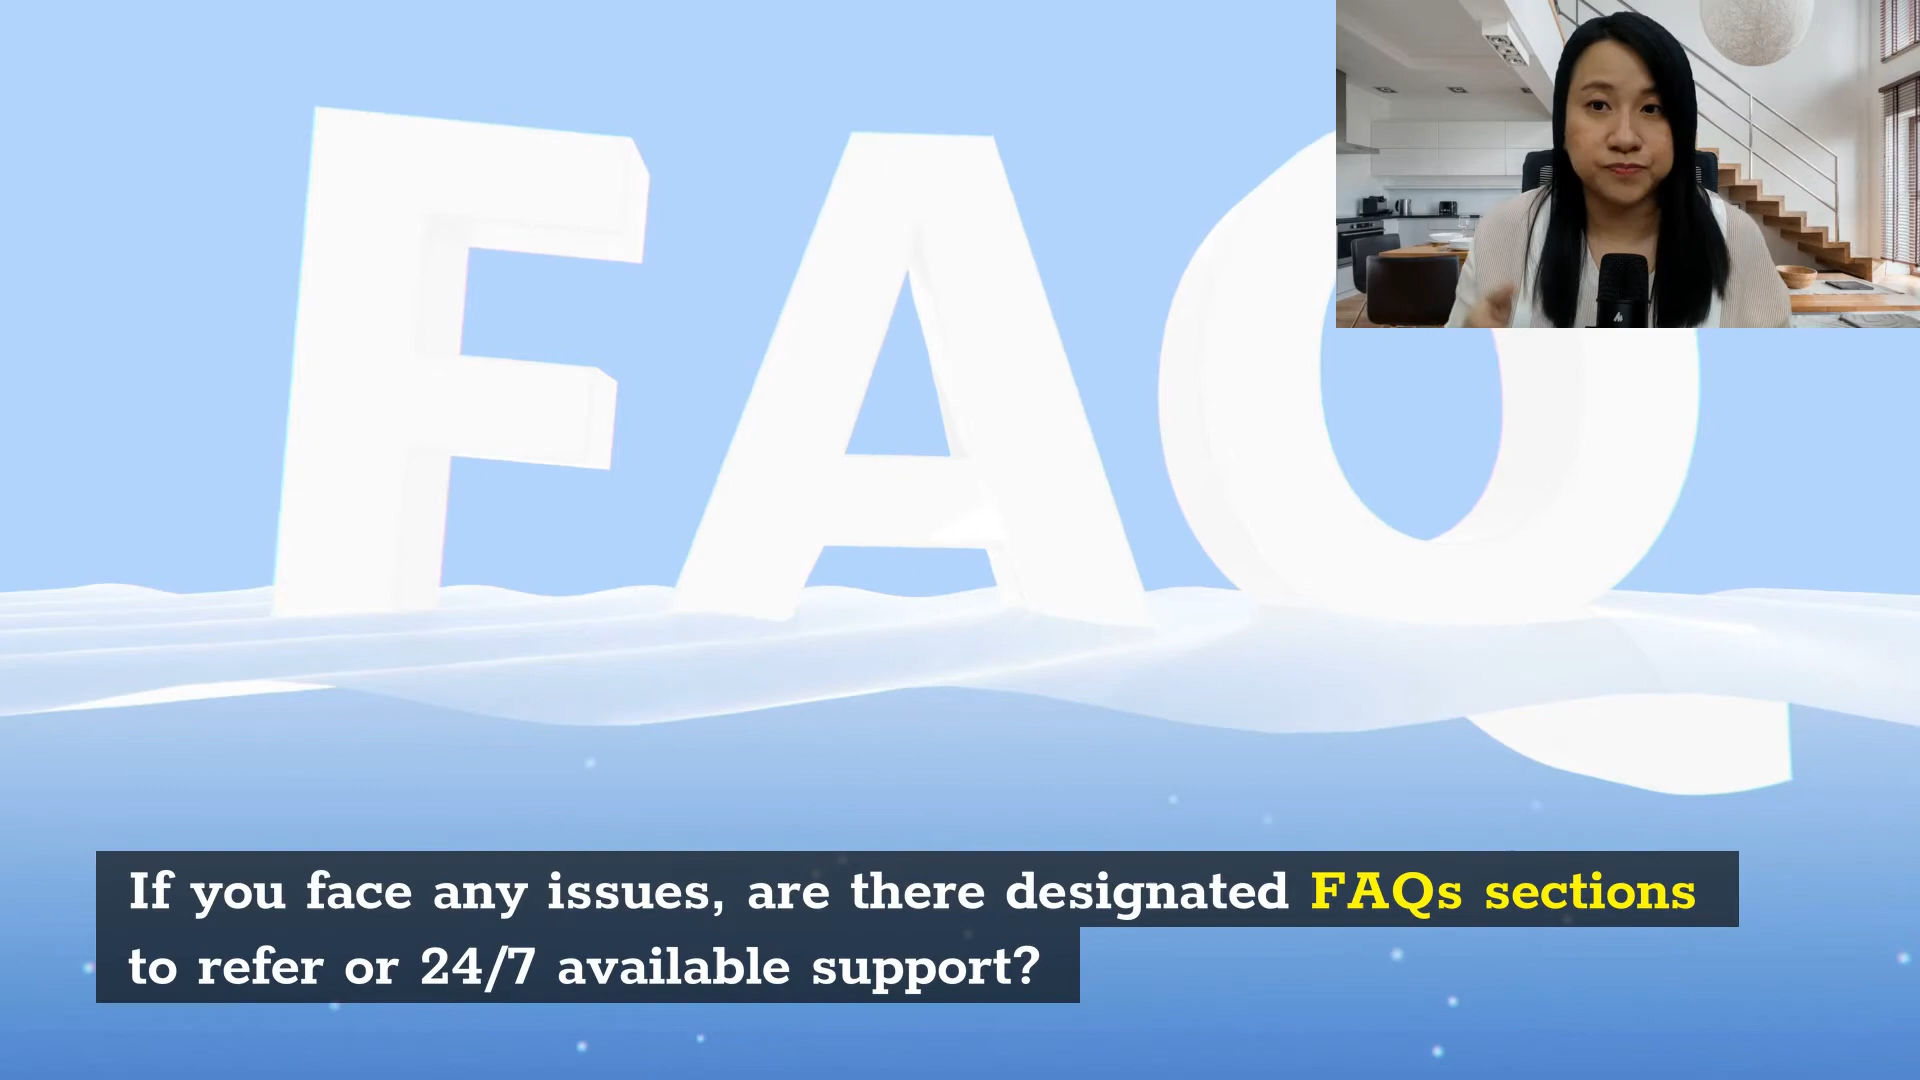 FAQ
If you face any issues, are there designated FAQs sections
to refer or 24/7 available support?